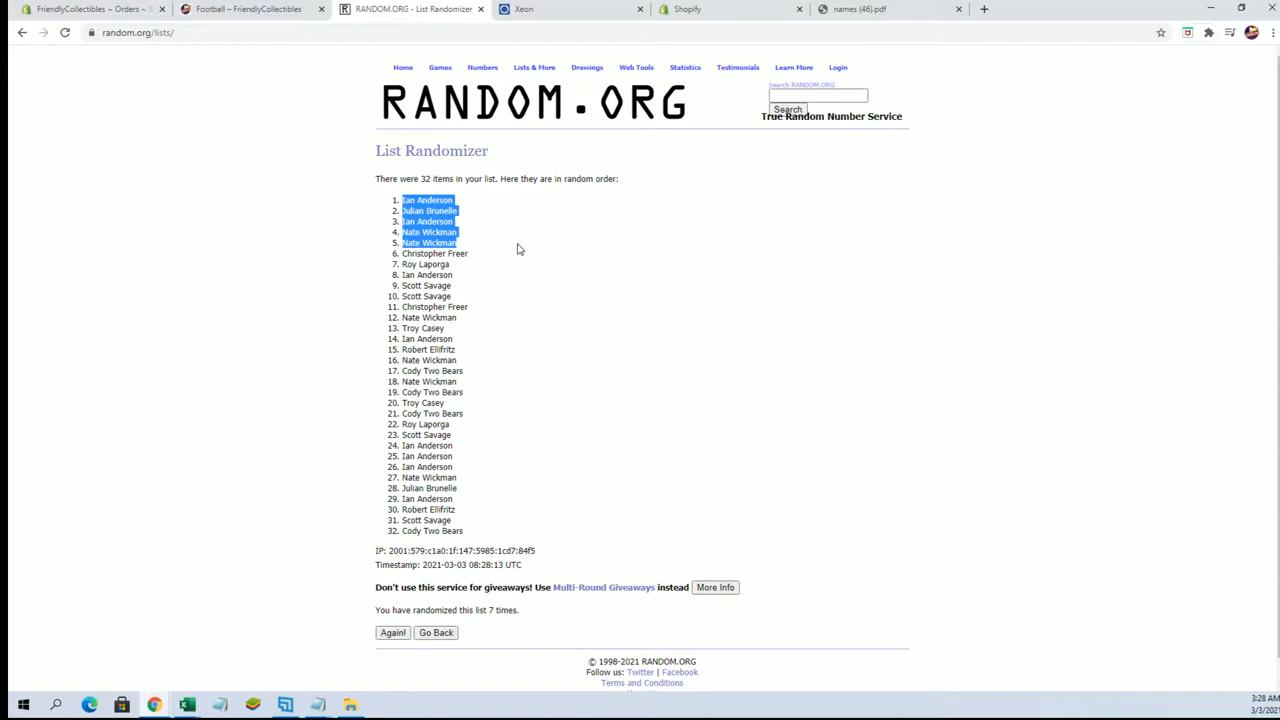 FriendlyCollectibles ~ Orders ~ S
Football – FriendlyCollectibles
RANDOM.ORG - List Randomizer
Xeon
Shopify
names (46).pdf
random.org/lists/
Home Games Numbers Lists & More Drawings Web Tools Statistics Testimonials Learn More Login
Search RANDOM.ORG
RANDOM.ORG
Search
True Random Number Service
List Randomizer
There were 32 items in your list. Here they are in random order:
1. Ian Anderson
2. Julian Brunelle
3. Ian Anderson
4. Nate Wickman
5. Nate Wickman
6. Christopher Freer
7. Roy Laporga
8. Ian Anderson
9. Scott Savage
10. Scott Savage
11. Christopher Freer
12. Nate Wickman
13. Troy Casey
14. Ian Anderson
15. Robert Ellifritz
16. Nate Wickman
17. Cody Two Bears
18. Nate Wickman
19. Cody Two Bears
20. Troy Casey
21. Cody Two Bears
22. Roy Laporga
23. Scott Savage
24. Ian Anderson
25. Ian Anderson
26. Ian Anderson
27. Nate Wickman
28. Julian Brunelle
29. Ian Anderson
30. Robert Ellifritz
31. Scott Savage
32. Cody Two Bears
IP: 2001:579:c1a0:1f:147:5985:1cd7:84f5
Timestamp: 2021-03-03 08:28:13 UTC
Don't use this service for giveaways! Use Multi-Round Giveaways instead More Info
You have randomized this list 7 times.
Again! Go Back
© 1998-2021 RANDOM.ORG
Follow us: Twitter | Facebook
Terms and Conditions
3:28 AM
3/3/2021